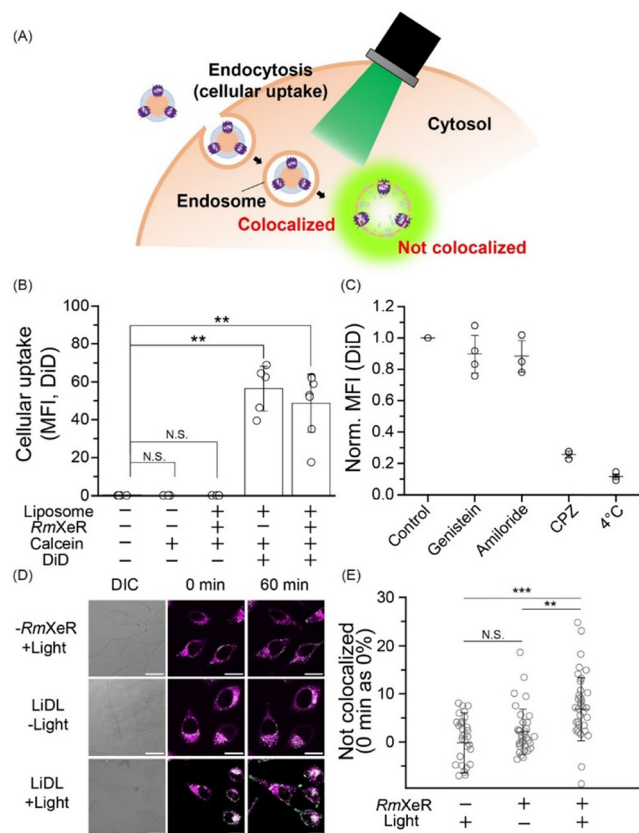 (A)
Endocytosis
(cellular uptake)
Cytosol
Endosome
Colocalized
Not colocalized
(B)
Cellular uptake
(MFI, DiD)
100
80
60
40
20
0
**
**
N.S.
N.S.
Liposome − − + + +
RmXeR − − + − +
Calcein − + + + +
DiD − − − + +
(C)
Norm. MFI (DiD)
1.0
0.8
0.6
0.4
0.2
0.0
Control
Genistein
Amiloride
CPZ
4°C
(D)
DIC 0 min 60 min
-RmXeR
+Light
LiDL
-Light
LiDL
+Light
(E)
Not colocalized
(0 min as 0%)
30
20
10
0
***
**
N.S.
RmXeR − + +
Light + − +